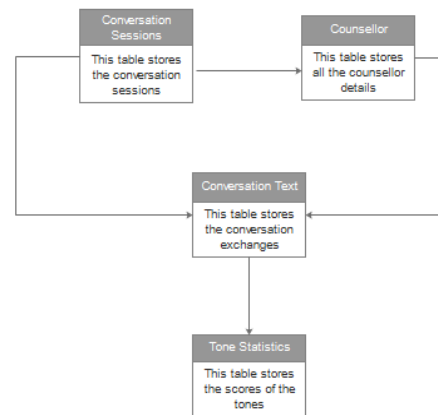 Conversation
Sessions
This table stores
the conversation
sessions
Counsellor
This table stores
all the counsellor
details
Conversation Text
This table stores
the conversation
exchanges
Tone Statistics
This table stores
the scores of the
tones